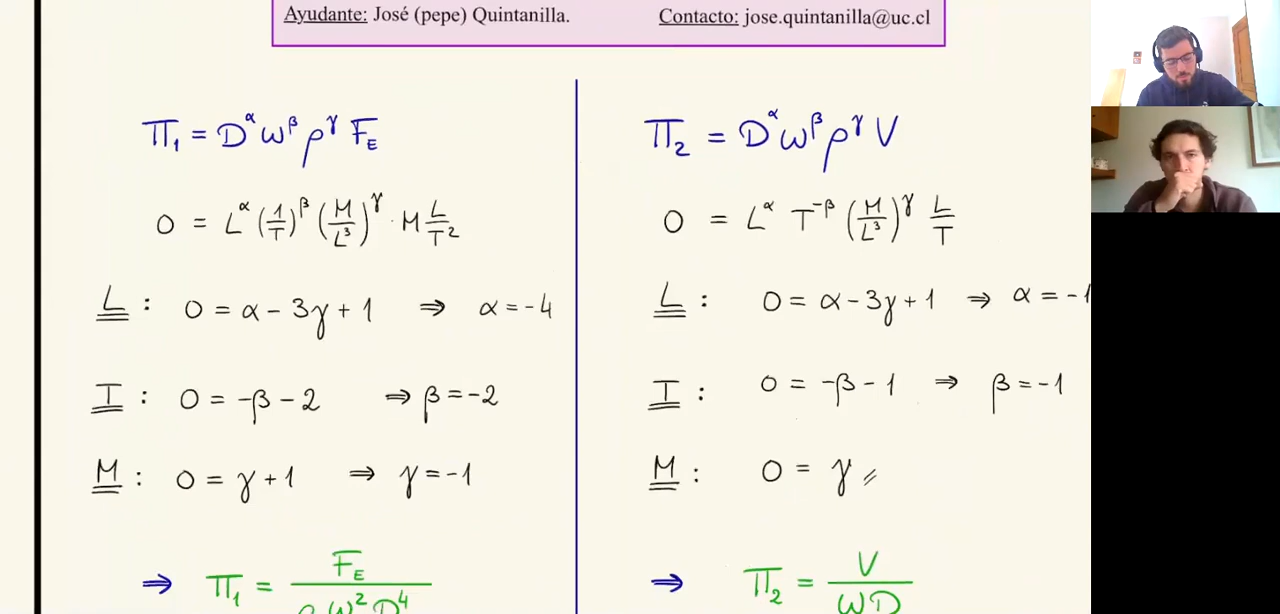 Ayudante: José (pepe) Quintanilla. Contacto: jose.quintanilla@uc.cl
Π₁ = D^α ω^β ρ^γ F_E
0 = L^α (1/T)^β (M/L³)^γ · M L/T²
L : 0 = α - 3γ + 1 ⇒ α = -4
T : 0 = -β - 2 ⇒ β = -2
M : 0 = γ + 1 ⇒ γ = -1
⇒ Π₁ = F_E / ρ ω² D⁴
Π₂ = D^α ω^β ρ^γ V
0 = L^α T^-β (M/L³)^γ L/T
L : 0 = α - 3γ + 1 ⇒ α = -1
T : 0 = -β - 1 ⇒ β = -1
M : 0 = γ
⇒ Π₂ = V / ωD